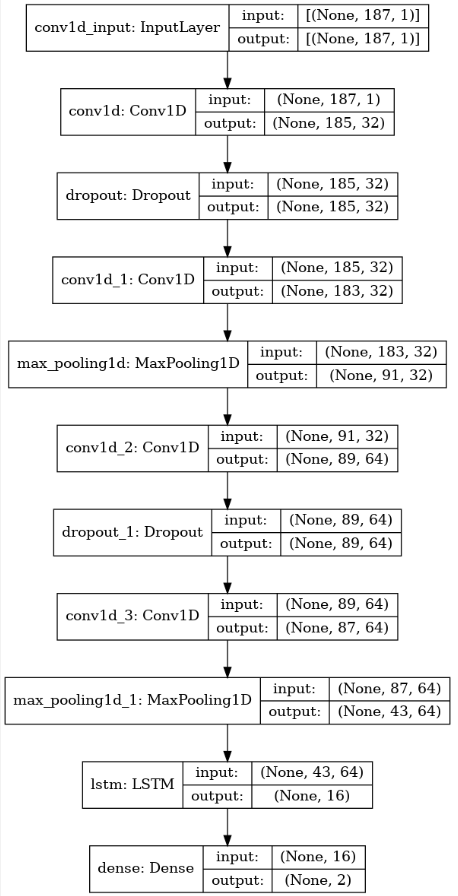 conv1d_input: InputLayer
input: [(None, 187, 1)]
output: [(None, 187, 1)]
conv1d: Conv1D
input: (None, 187, 1)
output: (None, 185, 32)
dropout: Dropout
input: (None, 185, 32)
output: (None, 185, 32)
conv1d_1: Conv1D
input: (None, 185, 32)
output: (None, 183, 32)
max_pooling1d: MaxPooling1D
input: (None, 183, 32)
output: (None, 91, 32)
conv1d_2: Conv1D
input: (None, 91, 32)
output: (None, 89, 64)
dropout_1: Dropout
input: (None, 89, 64)
output: (None, 89, 64)
conv1d_3: Conv1D
input: (None, 89, 64)
output: (None, 87, 64)
max_pooling1d_1: MaxPooling1D
input: (None, 87, 64)
output: (None, 43, 64)
lstm: LSTM
input: (None, 43, 64)
output: (None, 16)
dense: Dense
input: (None, 16)
output: (None, 2)